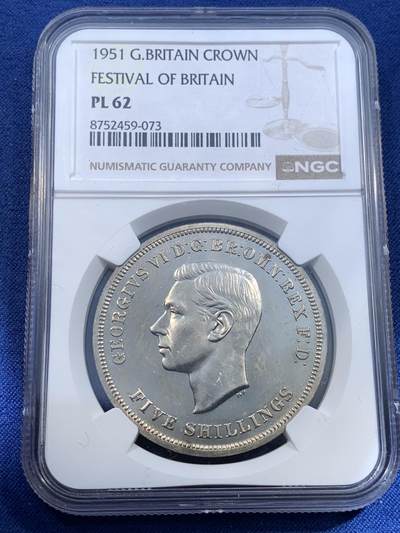 1951 G.BRITAIN CROWN
FESTIVAL OF BRITAIN
PL 62
8752459-073
NUMISMATIC GUARANTY COMPANY
NGC
GEORGIVS VI D:G:BR:OMN:REX F:D:
FIVE SHILLINGS